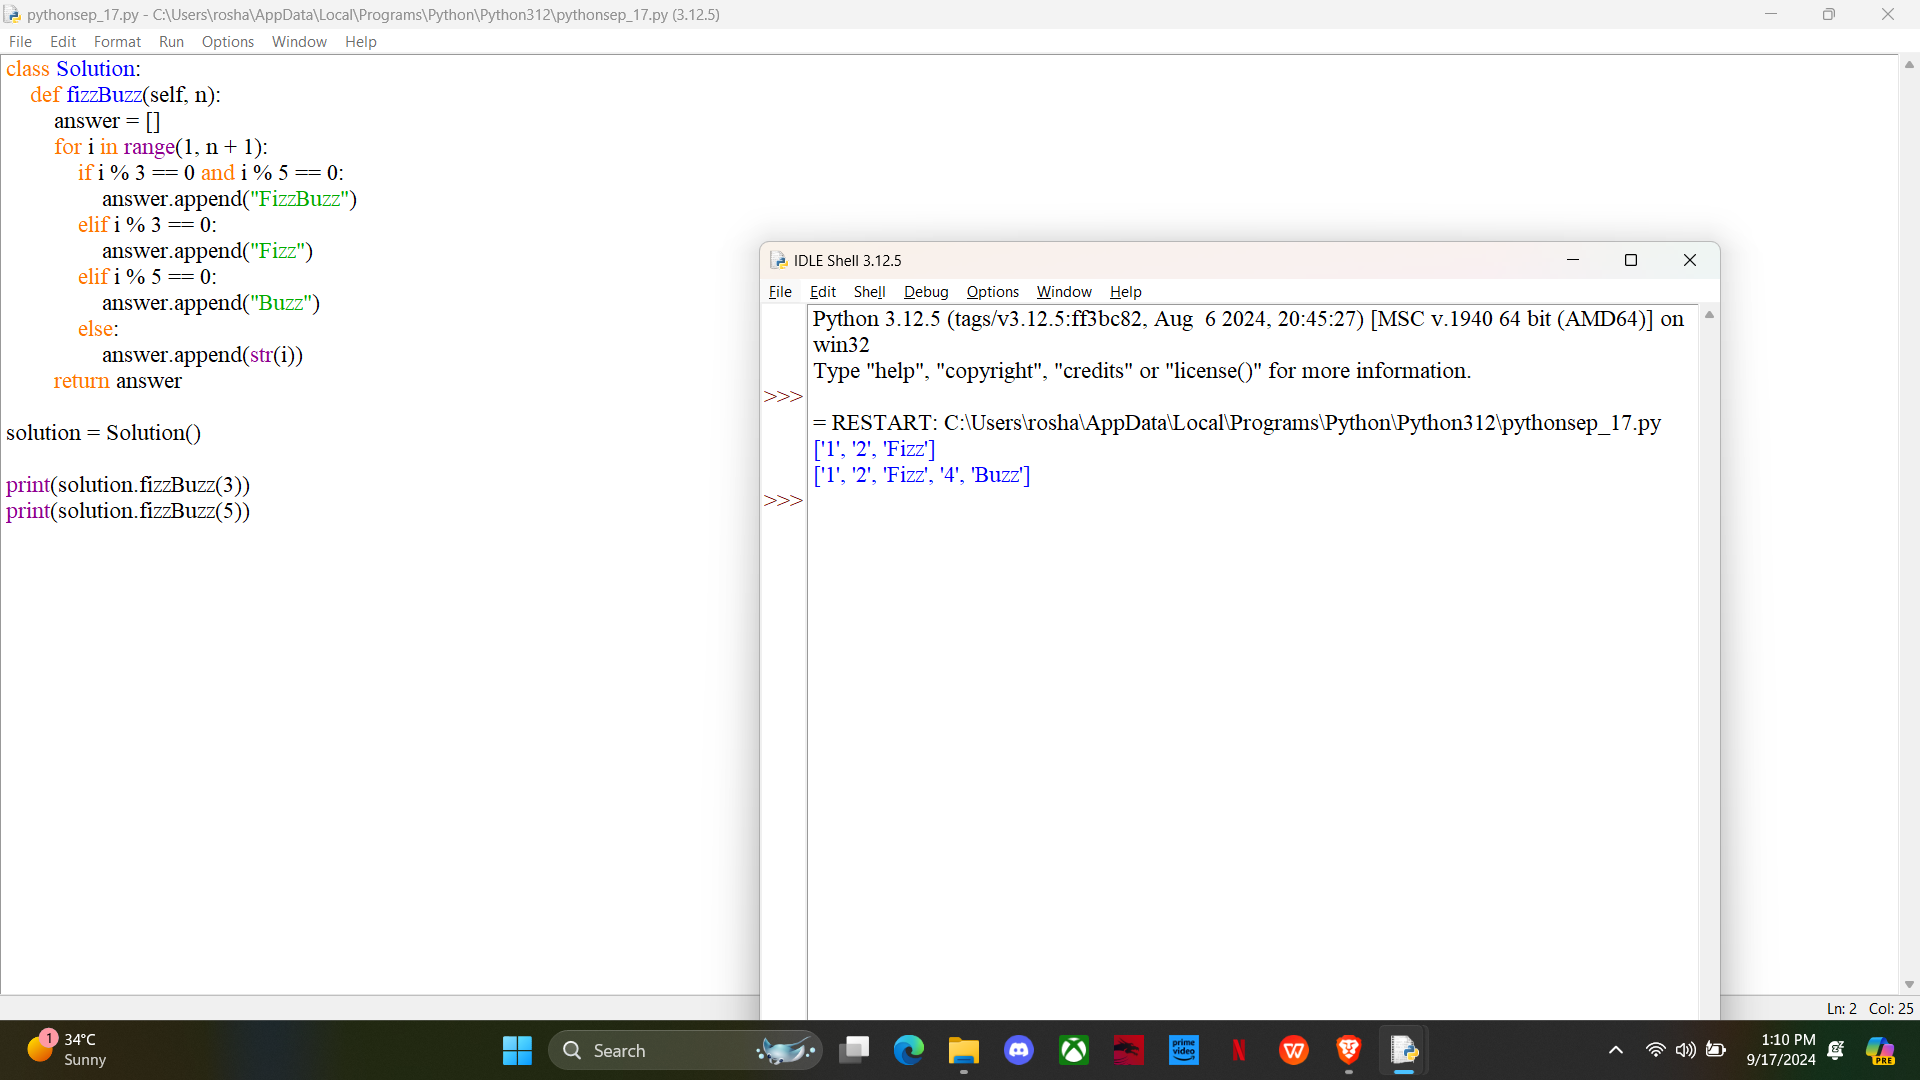 pythonsep_17.py - C:\Users\rosha\AppData\Local\Programs\Python\Python312\pythonsep_17.py (3.12.5)
File Edit Format Run Options Window Help
class Solution:
    def fizzBuzz(self, n):
        answer = []
        for i in range(1, n + 1):
            if i % 3 == 0 and i % 5 == 0:
                answer.append("FizzBuzz")
            elif i % 3 == 0:
                answer.append("Fizz")
            elif i % 5 == 0:
                answer.append("Buzz")
            else:
                answer.append(str(i))
        return answer
solution = Solution()
print(solution.fizzBuzz(3))
print(solution.fizzBuzz(5))
IDLE Shell 3.12.5
File Edit Shell Debug Options Window Help
Python 3.12.5 (tags/v3.12.5:ff3bc82, Aug  6 2024, 20:45:27) [MSC v.1940 64 bit (AMD64)] on
win32
Type "help", "copyright", "credits" or "license()" for more information.
>>>
= RESTART: C:\Users\rosha\AppData\Local\Programs\Python\Python312\pythonsep_17.py
['1', '2', 'Fizz']
['1', '2', 'Fizz', '4', 'Buzz']
>>>
Ln: 2 Col: 25
1
34°C
Sunny
Search
prime video
N
W
1:10 PM
9/17/2024
PRE